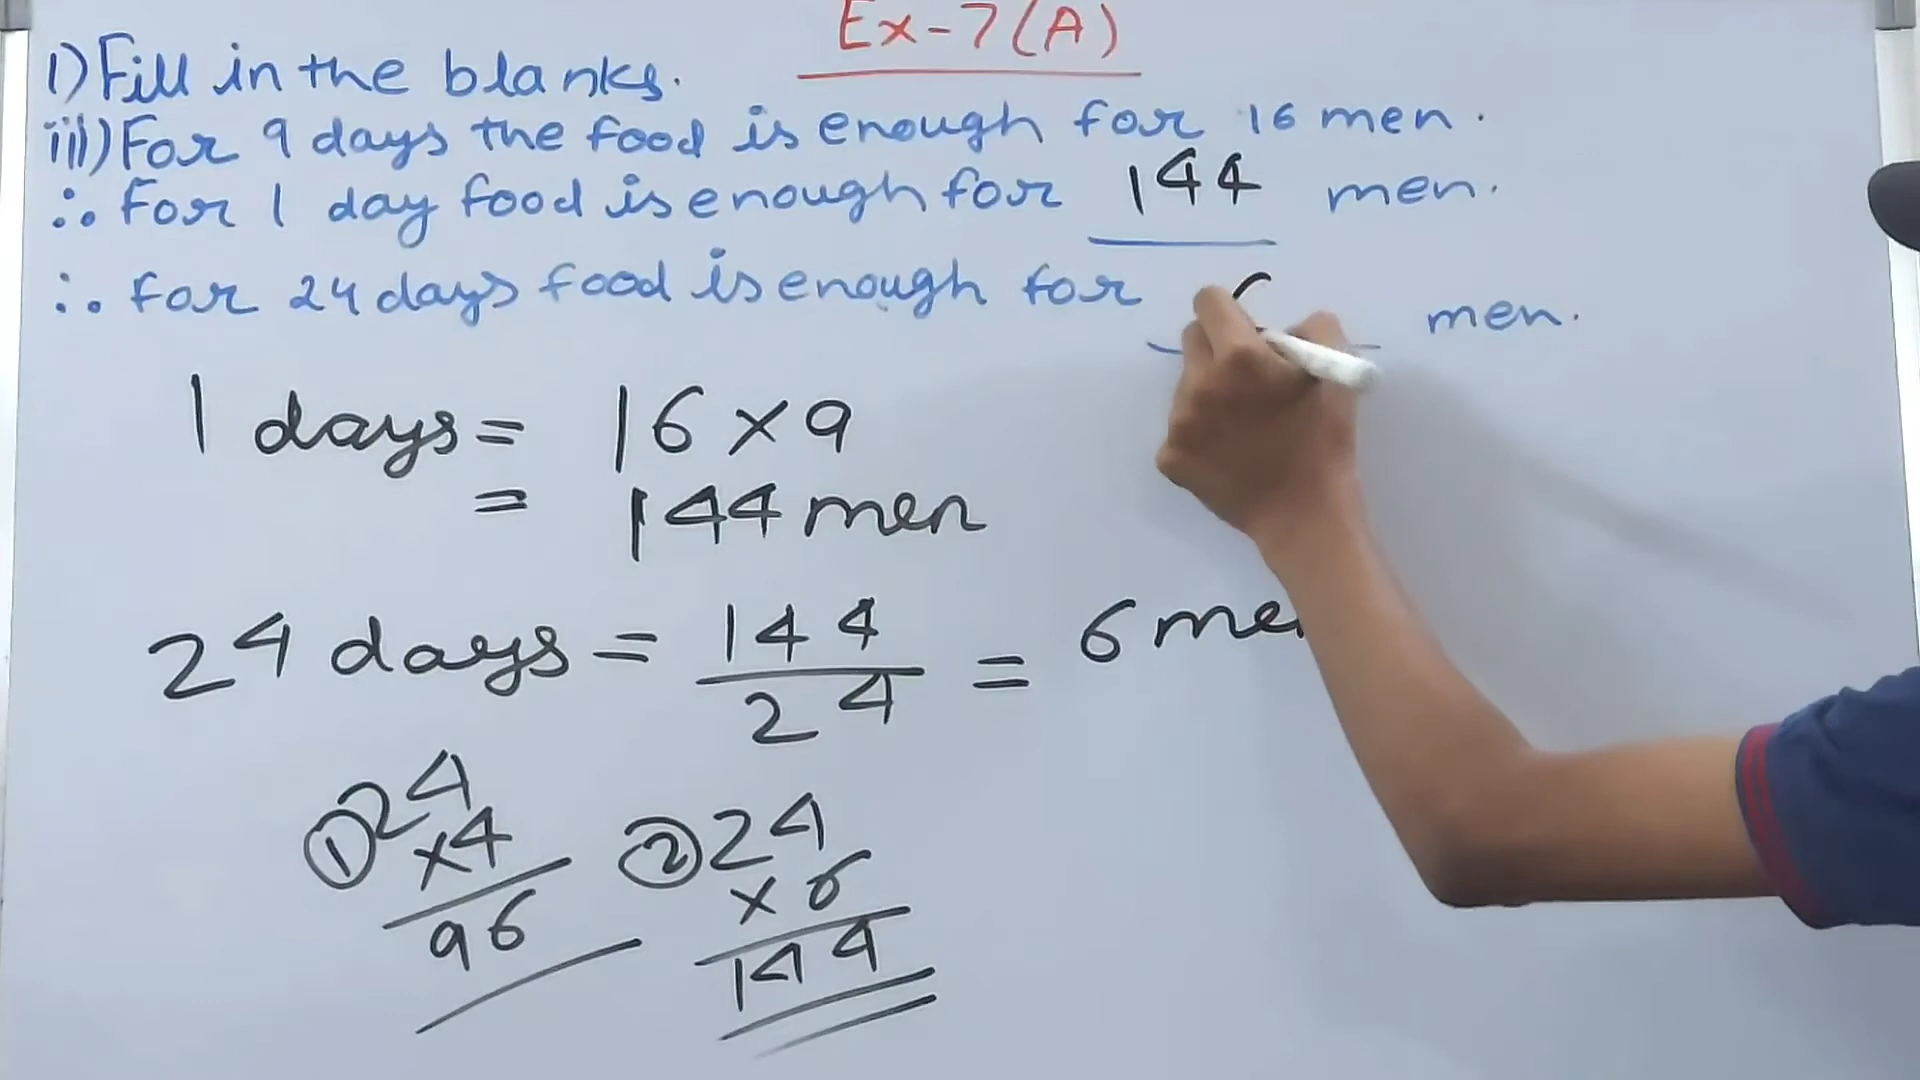 Ex-7(A)
1) Fill in the blanks.
iii) For 9 days the food is enough for 16 men.
∴ For 1 day food is enough for 144 men.
∴ for 24 days food is enough for 6 men.
1 days = 16 × 9
= 144 men
24 days = 144/24 = 6 me
① 24 ② 24
×4 × 6
96 144